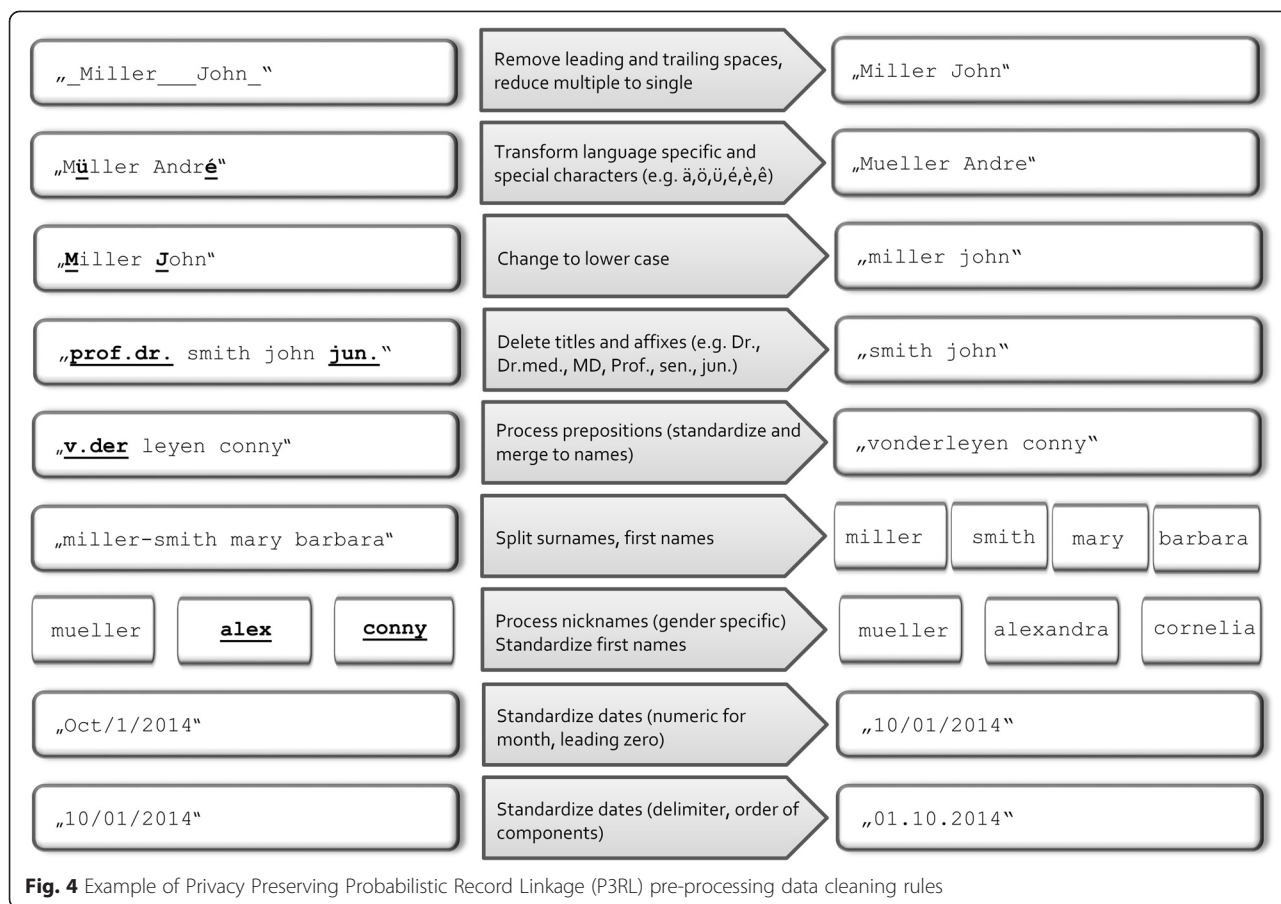 „_Miller___John_“
Remove leading and trailing spaces,
reduce multiple to single
„Miller John“
„Müller André“
Transform language specific and
special characters (e.g. ä,ö,ü,é,è,ê)
„Mueller Andre“
„Miller John“
Change to lower case
„miller john“
„prof.dr. smith john jun.“
Delete titles and affixes (e.g. Dr.,
Dr.med., MD, Prof., sen., jun.)
„smith john“
„v.der leyen conny“
Process prepositions (standardize and
merge to names)
„vonderleyen conny“
„miller-smith mary barbara“
Split surnames, first names
miller smith mary barbara
mueller alex conny
Process nicknames (gender specific)
Standardize first names
mueller alexandra cornelia
„Oct/1/2014“
Standardize dates (numeric for
month, leading zero)
„10/01/2014“
„10/01/2014“
Standardize dates (delimiter, order of
components)
„01.10.2014“
Fig. 4 Example of Privacy Preserving Probabilistic Record Linkage (P3RL) pre-processing data cleaning rules